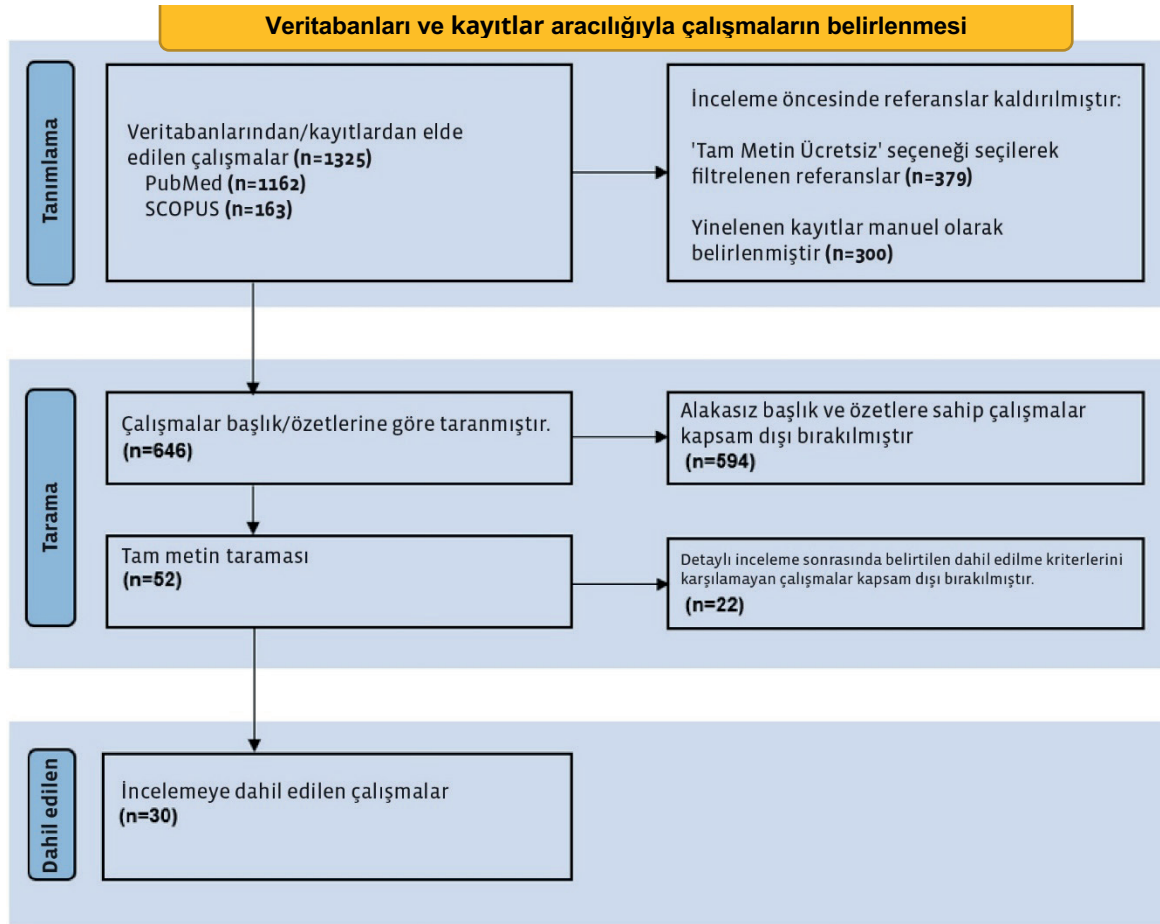 Veritabanları ve kayıtlar aracılığıyla çalışmaların belirlenmesi
Tanımlama
Veritabanlarından/kayıtlardan elde
edilen çalışmalar (n=1325)
PubMed (n=1162)
SCOPUS (n=163)
İnceleme öncesinde referanslar kaldırılmıştır:
'Tam Metin Ücretsiz' seçeneği seçilerek
filtrelenen referanslar (n=379)
Yinelenen kayıtlar manuel olarak
belirlenmiştir (n=300)
Tarama
Çalışmalar başlık/özetlerine göre taranmıştır.
(n=646)
Alakasız başlık ve özetlere sahip çalışmalar
kapsam dışı bırakılmıştır
(n=594)
Tam metin taraması
(n=52)
Detaylı inceleme sonrasında belirtilen dahil edilme kriterlerini
karşılamayan çalışmalar kapsam dışı bırakılmıştır.
(n=22)
Dahil edilen
İncelemeye dahil edilen çalışmalar
(n=30)